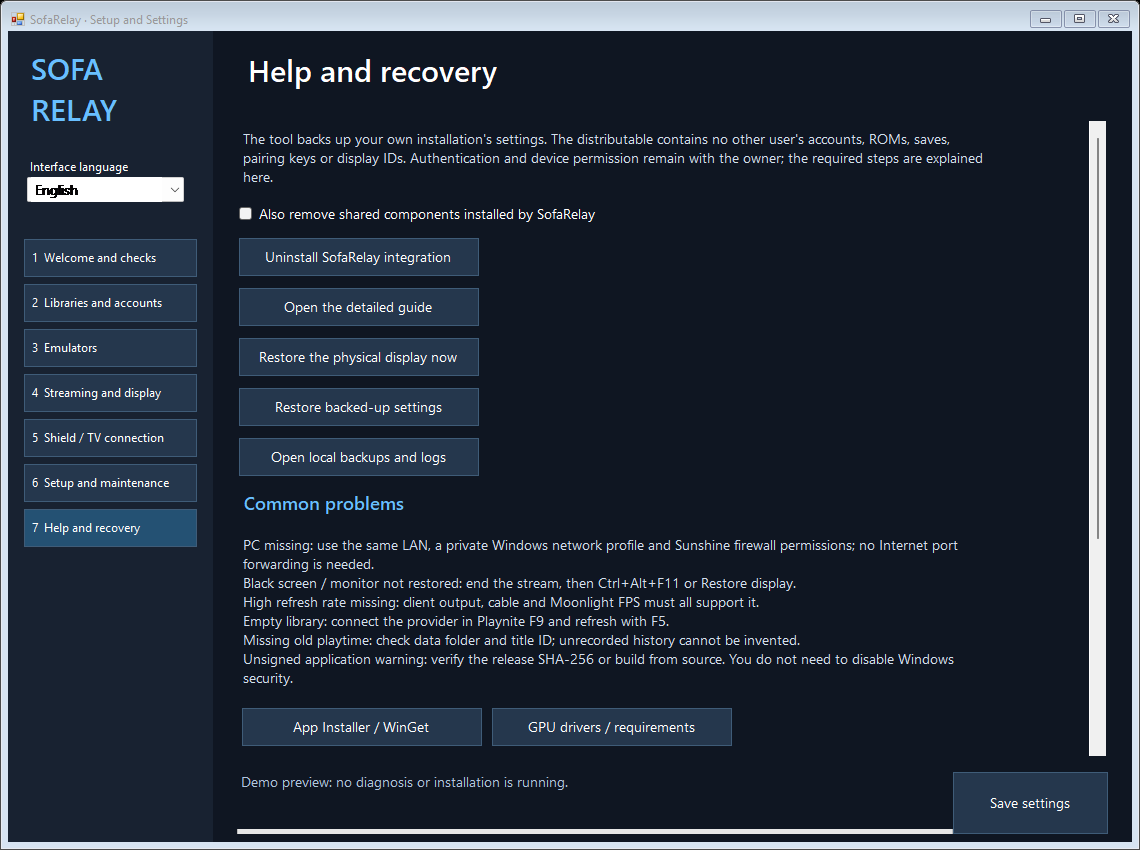 SofaRelay - Setup and Settings
SOFA
RELAY
Interface language
English
1 Welcome and checks
2 Libraries and accounts
3 Emulators
4 Streaming and display
5 Shield / TV connection
6 Setup and maintenance
7 Help and recovery
Help and recovery
The tool backs up your own installation's settings. The distributable contains no other user's accounts, ROMs, saves,
pairing keys or display IDs. Authentication and device permission remain with the owner; the required steps are explained
here.
Also remove shared components installed by SofaRelay
Uninstall SofaRelay integration
Open the detailed guide
Restore the physical display now
Restore backed-up settings
Open local backups and logs
Common problems
PC missing: use the same LAN, a private Windows network profile and Sunshine firewall permissions; no Internet port
forwarding is needed.
Black screen / monitor not restored: end the stream, then Ctrl+Alt+F11 or Restore display.
High refresh rate missing: client output, cable and Moonlight FPS must all support it.
Empty library: connect the provider in Playnite F9 and refresh with F5.
Missing old playtime: check data folder and title ID; unrecorded history cannot be invented.
Unsigned application warning: verify the release SHA-256 or build from source. You do not need to disable Windows
security.
App Installer / WinGet
GPU drivers / requirements
Demo preview: no diagnosis or installation is running.
Save settings